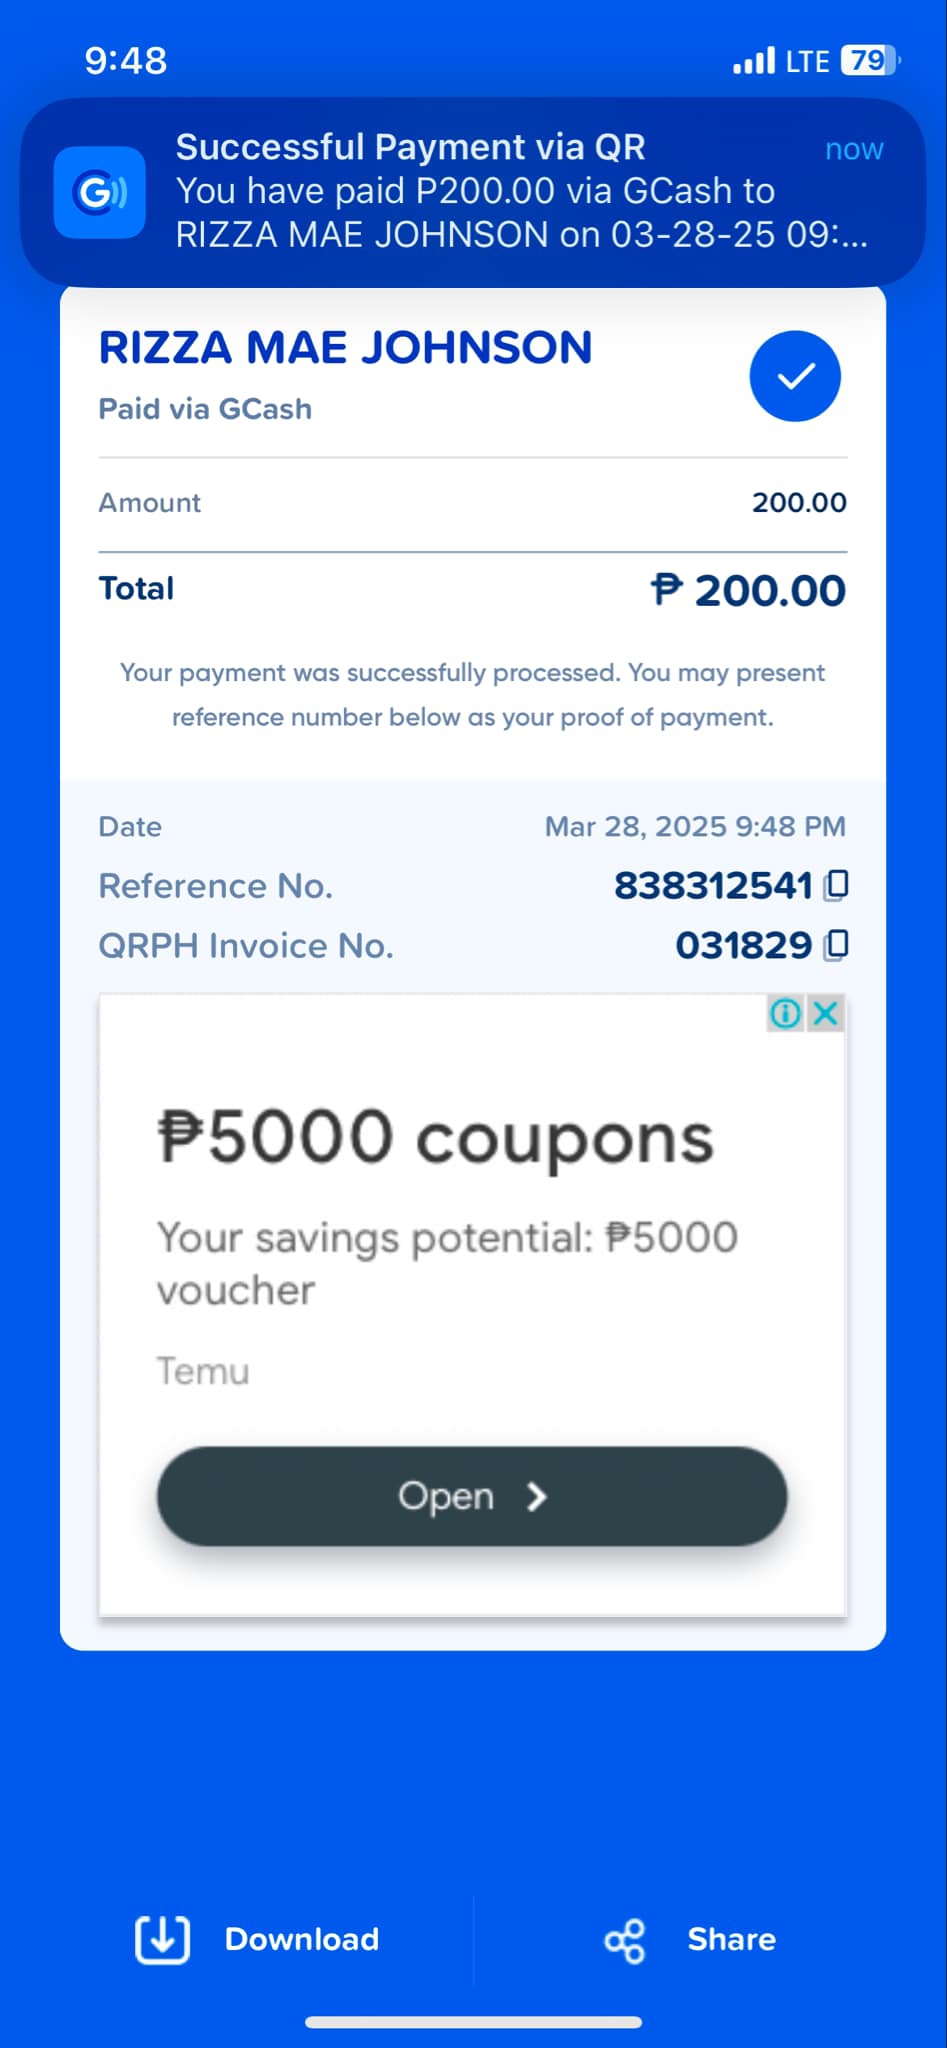 9:48 LTE 79
Successful Payment via QR now
You have paid P200.00 via GCash to
RIZZA MAE JOHNSON on 03-28-25 09:...
RIZZA MAE JOHNSON
Paid via GCash
Amount 200.00
Total ₱ 200.00
Your payment was successfully processed. You may present
reference number below as your proof of payment.
Date Mar 28, 2025 9:48 PM
Reference No. 838312541
QRPH Invoice No. 031829
₱5000 coupons
Your savings potential: ₱5000
voucher
Temu
Open
Download Share